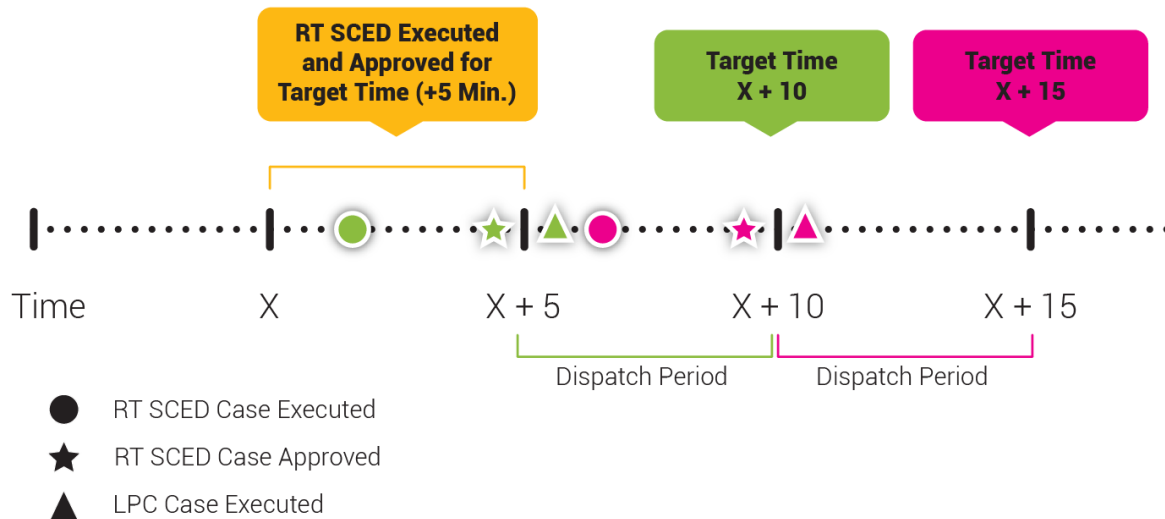 RT SCED Executed
and Approved for
Target Time (+5 Min.)
Target Time
X + 10
Target Time
X + 15
Time
X
X + 5
X + 10
X + 15
Dispatch Period
Dispatch Period
RT SCED Case Executed
RT SCED Case Approved
LPC Case Executed